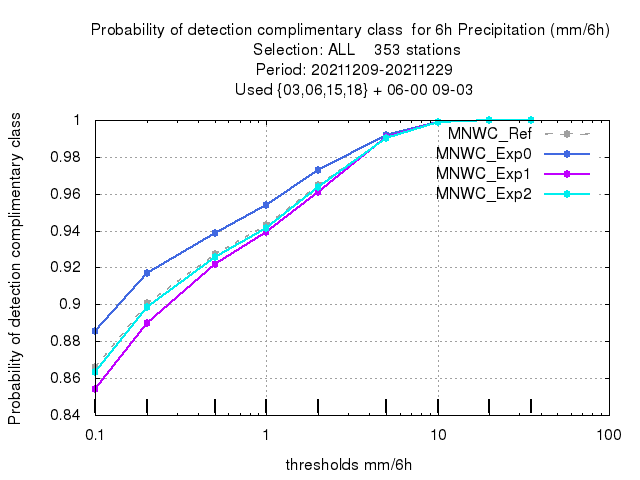 Probability of detection complimentary class  for 6h Precipitation (mm/6h)
Selection: ALL    353 stations
Period: 20211209-20211229
Used {03,06,15,18} + 06-00 09-03
Probability of detection complimentary class
1
0.98
0.96
0.94
0.92
0.9
0.88
0.86
0.84
MNWC_Ref
MNWC_Exp0
MNWC_Exp1
MNWC_Exp2
0.1 1 10 100
thresholds mm/6h